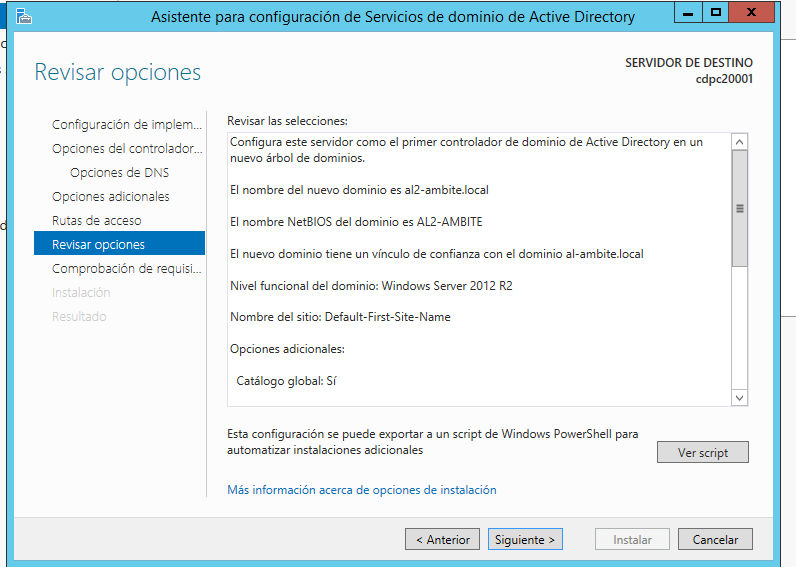 Asistente para configuración de Servicios de dominio de Active Directory
Revisar opciones
SERVIDOR DE DESTINO
cdpc20001
Configuración de implem...
Opciones del controlador...
Opciones de DNS
Opciones adicionales
Rutas de acceso
Revisar opciones
Comprobación de requisi...
Instalación
Resultado
Revisar las selecciones:
Configura este servidor como el primer controlador de dominio de Active Directory en un
nuevo árbol de dominios.
El nombre del nuevo dominio es al2-ambite.local
El nombre NetBIOS del dominio es AL2-AMBITE
El nuevo dominio tiene un vínculo de confianza con el dominio al-ambite.local
Nivel funcional del dominio: Windows Server 2012 R2
Nombre del sitio: Default-First-Site-Name
Opciones adicionales:
Catálogo global: Sí
Esta configuración se puede exportar a un script de Windows PowerShell para
automatizar instalaciones adicionales
Ver script
Más información acerca de opciones de instalación
< Anterior
Siguiente >
Instalar
Cancelar